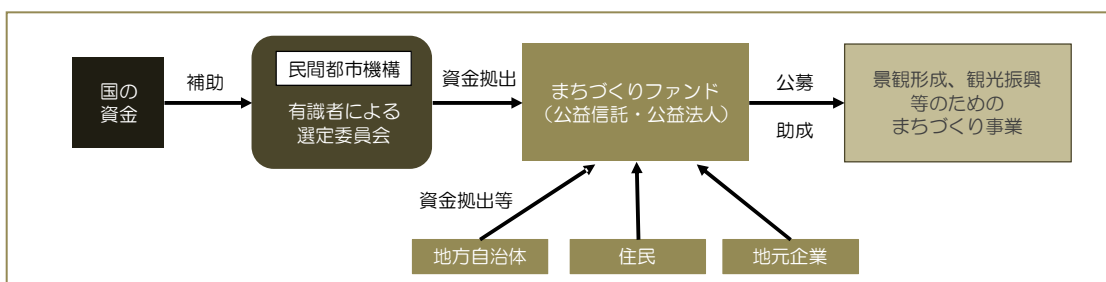 国の
資金
補助
民間都市機構
有識者による
選定委員会
資金拠出
まちづくりファンド
（公益信託・公益法人）
公募
助成
景観形成、観光振興
等のための
まちづくり事業
資金拠出等
地方自治体
住民
地元企業